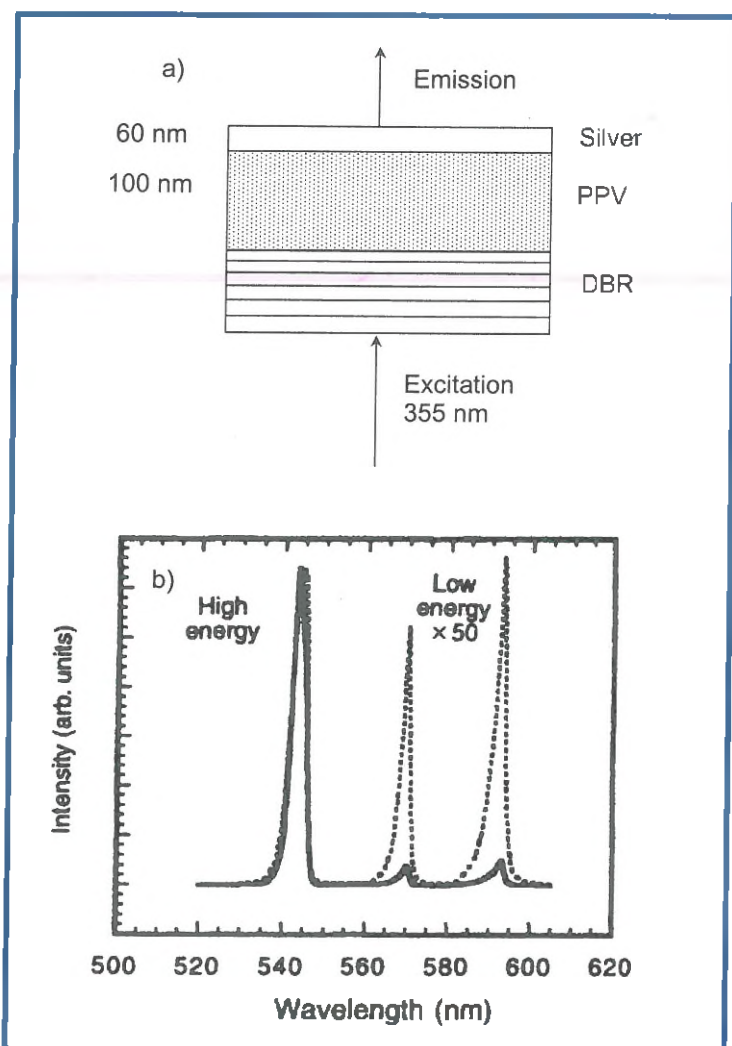 a)
Emission
60 nm
Silver
100 nm
PPV
DBR
Excitation
355 nm
b)
High
energy
Low
energy
× 50
Intensity (arb. units)
500 520 540 560 580 600 620
Wavelength (nm)